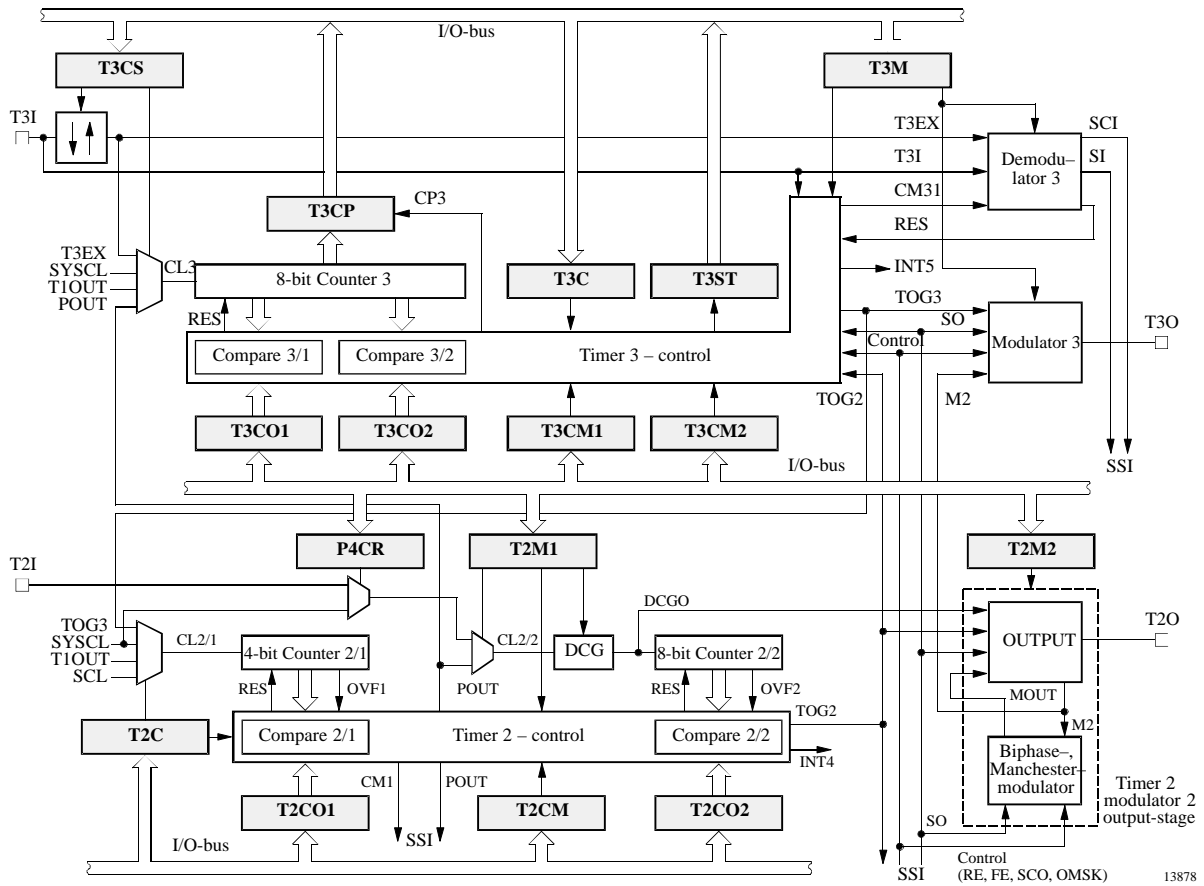 I/O-bus
T3CS
T3M
T3I
T3EX
SCI
T3I
SI
Demodu–
lator 3
CM31
CP3
T3CP
RES
T3EX
SYSCL
T1OUT
POUT
CL3
8-bit Counter 3
T3C
T3ST
INT5
RES
TOG3
SO
T3O
Control
Modulator 3
Compare 3/1
Compare 3/2
Timer 3 – control
TOG2
M2
T3CO1
T3CO2
T3CM1
T3CM2
I/O-bus
SSI
P4CR
T2M1
T2M2
T2I
DCGO
T2O
TOG3
SYSCL
T1OUT
SCL
CL2/1
4-bit Counter 2/1
CL2/2
DCG
8-bit Counter 2/2
OUTPUT
RES
OVF1
POUT
RES
OVF2
MOUT
T2C
Compare 2/1
Timer 2 – control
Compare 2/2
TOG2
M2
INT4
Biphase–,
Manchester–
modulator
CM1
POUT
Timer 2
modulator 2
output-stage
T2CO1
T2CM
T2CO2
SSI
SO
I/O-bus
SSI
Control
(RE, FE, SCO, OMSK)
13878